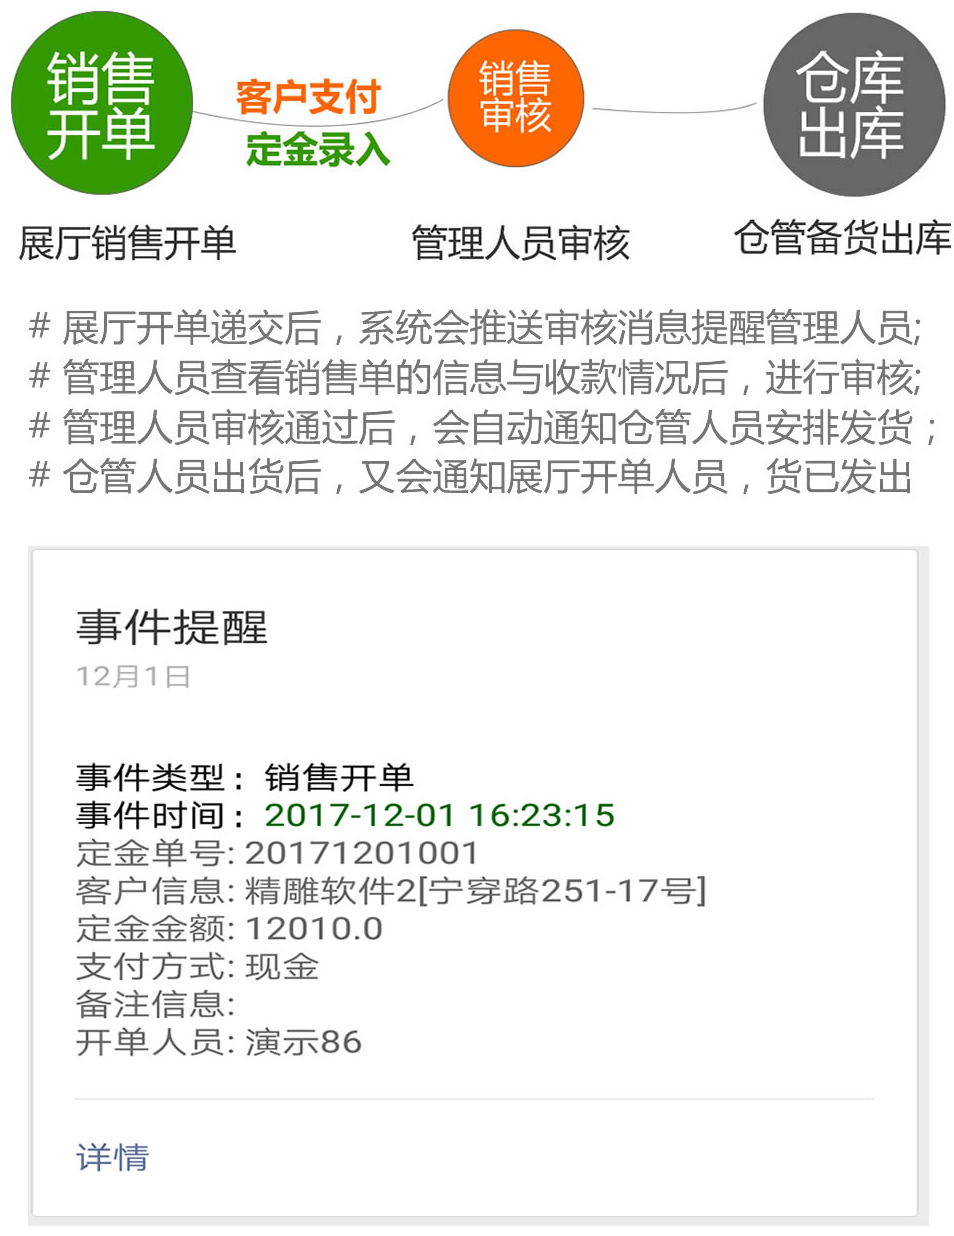 销售
开单
客户支付
定金录入
销售
审核
仓库
出库
展厅销售开单
管理人员审核
仓管备货出库
# 展厅开单递交后，系统会推送审核消息提醒管理人员;
# 管理人员查看销售单的信息与收款情况后，进行审核;
# 管理人员审核通过后，会自动通知仓管人员安排发货；
# 仓管人员出货后，又会通知展厅开单人员，货已发出
事件提醒
12月1日
事件类型：销售开单
事件时间：2017-12-01 16:23:15
定金单号: 20171201001
客户信息: 精雕软件2[宁穿路251-17号]
定金金额: 12010.0
支付方式: 现金
备注信息:
开单人员: 演示86
详情